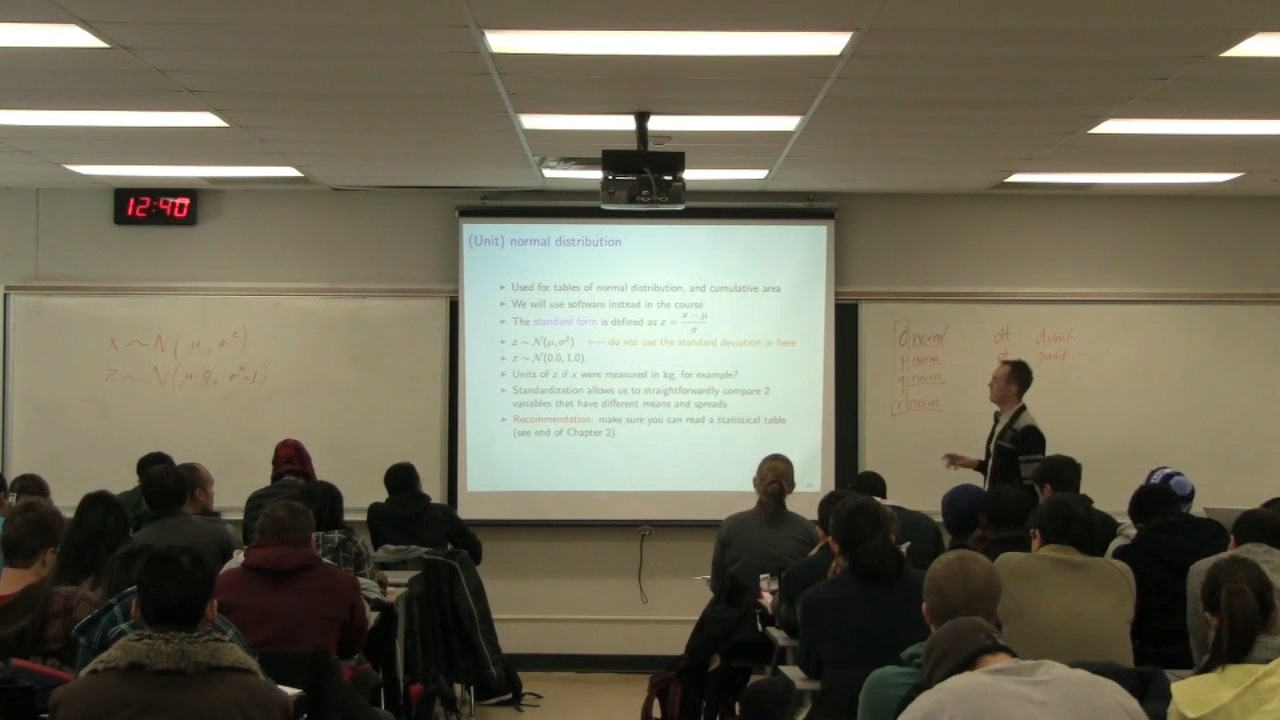 12:40
(Unit) normal distribution
► Used for tables of normal distribution, and cumulative area
► We will use software instead in the course
► The standard form is defined as z = (x − μ)/σ
► z ∼ N(μ, σ²) ⟵ do not use the standard deviation in here
► z ∼ N(0.0, 1.0).
► Units of z if x were measured in kg, for example?
► Standardization allows us to straightforwardly compare 2
variables that have different means and spreads
► Recommendation: make sure you can read a statistical table
(see end of Chapter 2)
x ~ N(μ, σ²)
z ~ N(μ=0, σ²=1)
dnorm dt dunif
pnorm punif
qnorm
rnorm